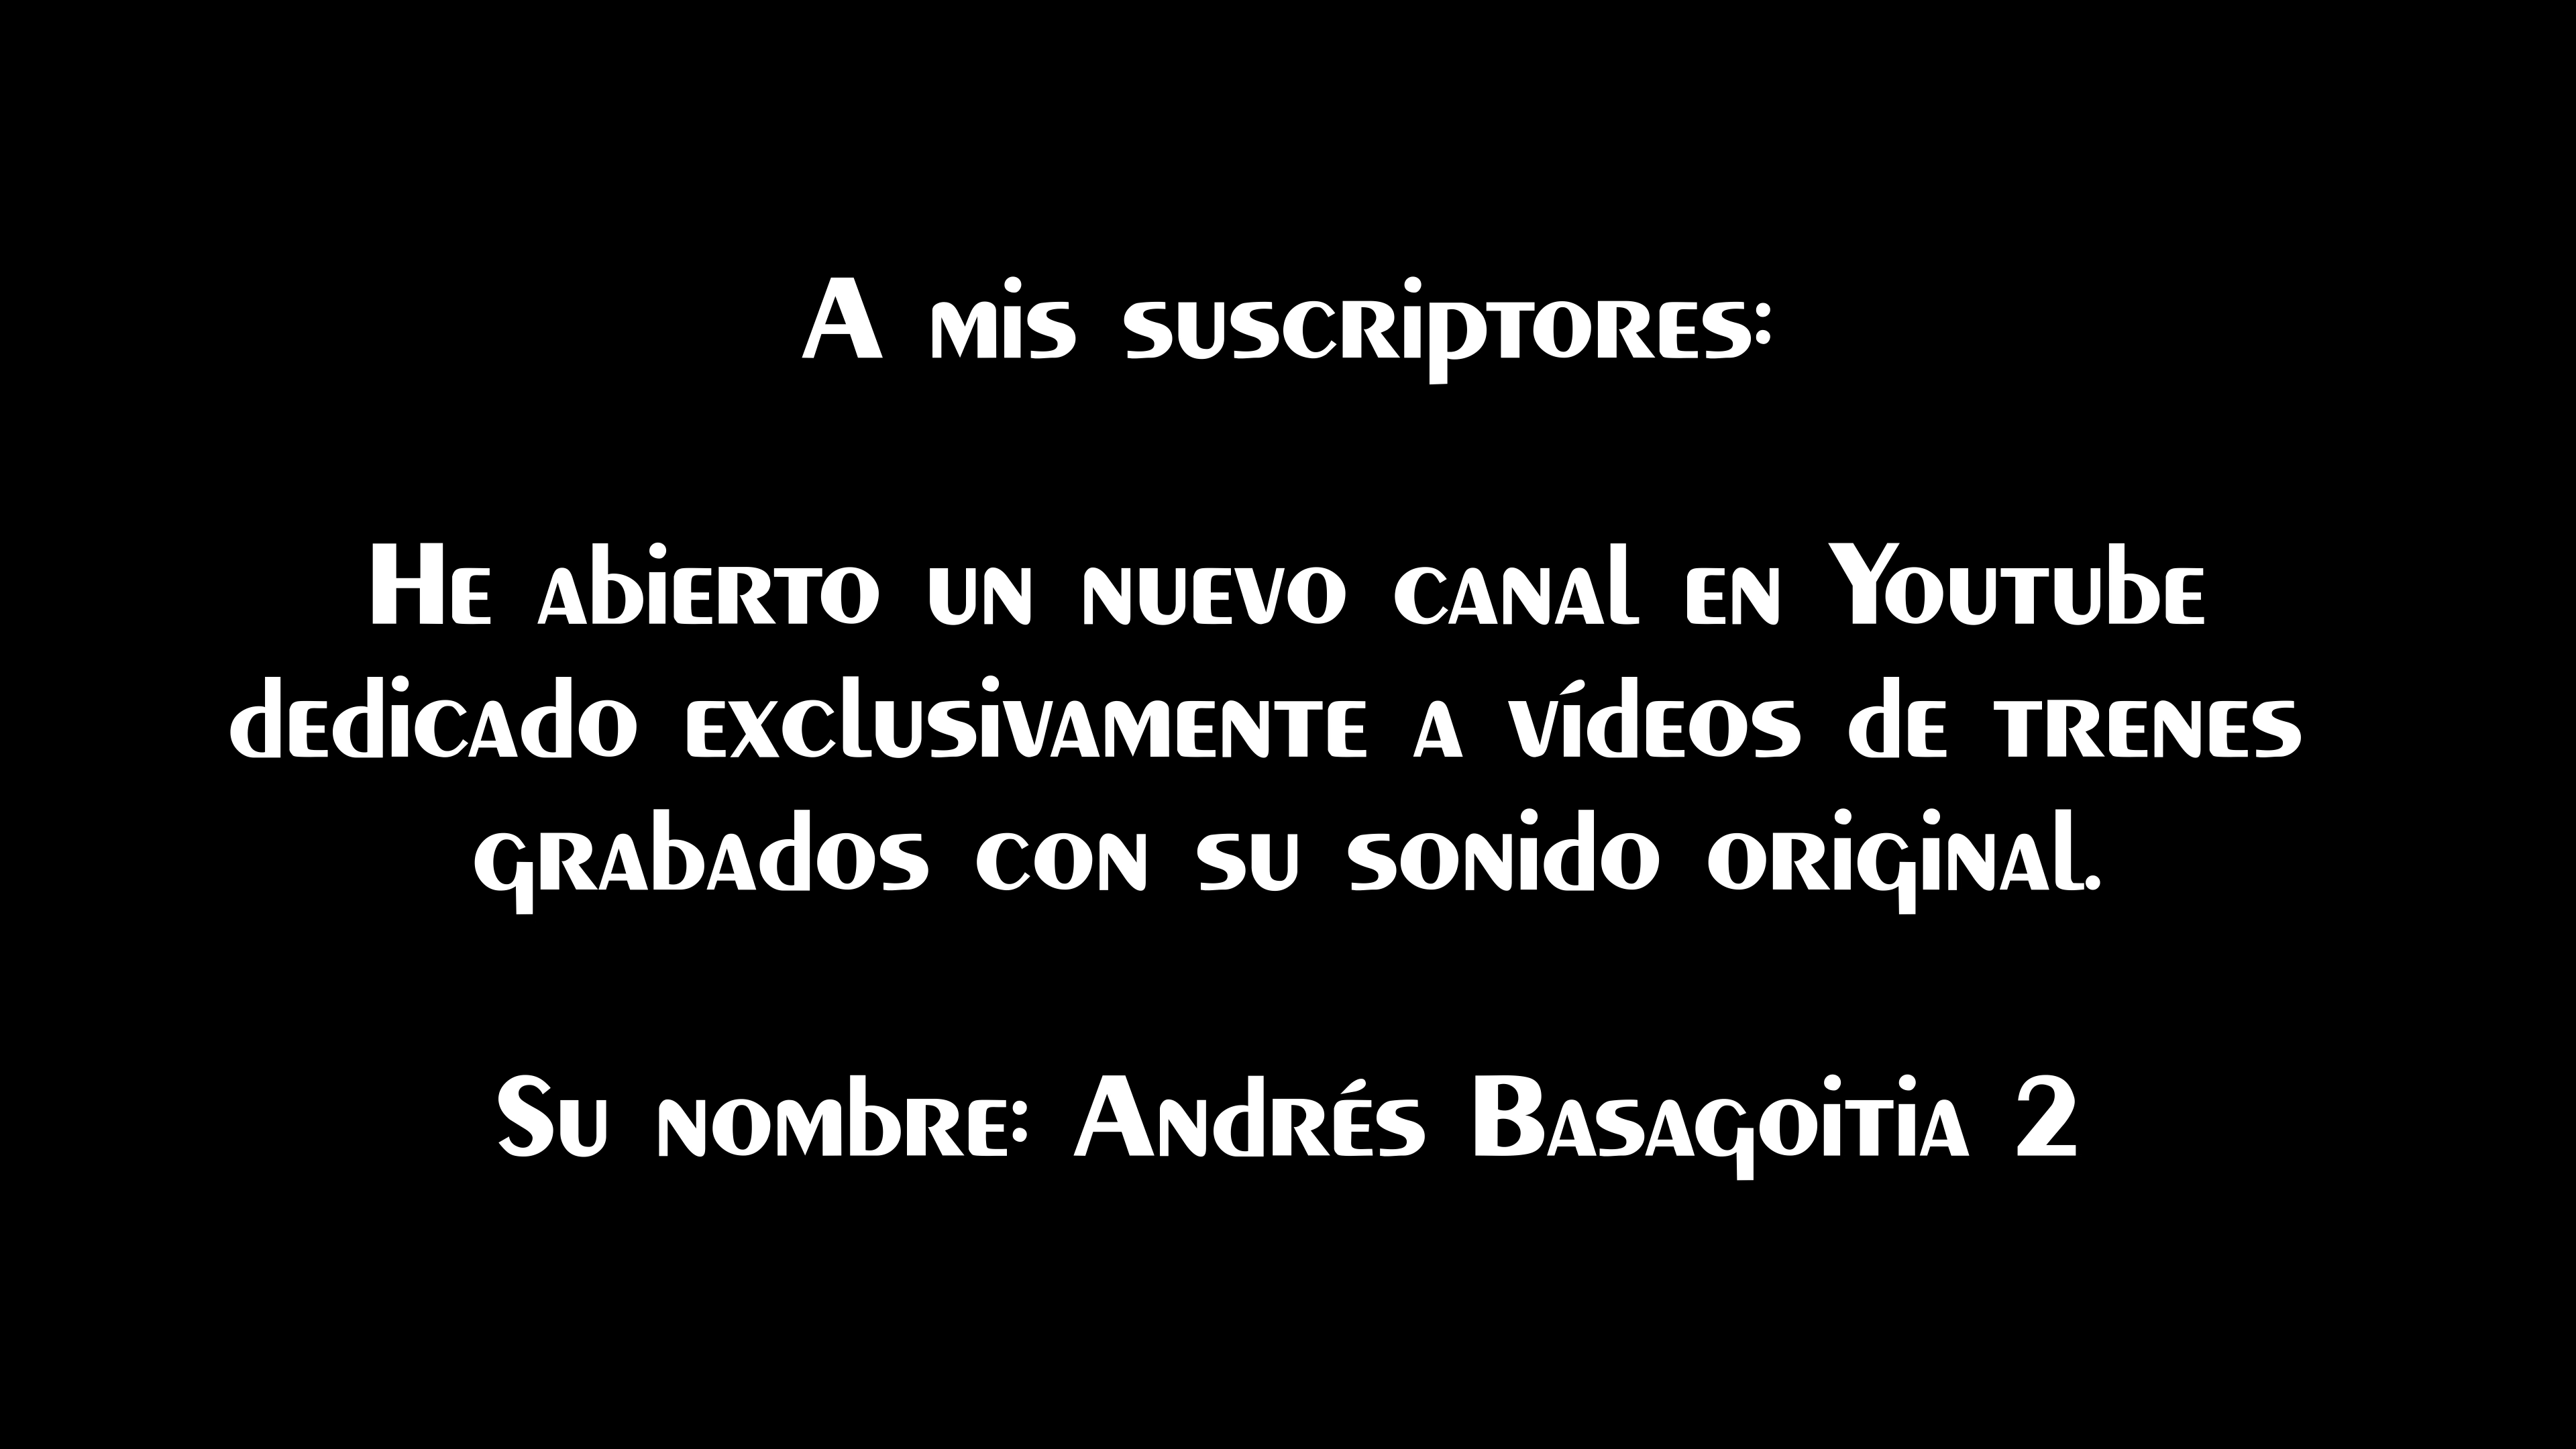 A mis suscriptores:
He abierto un nuevo canal en Youtube
dedicado exclusivamente a vídeos de trenes
grabados con su sonido original.
Su nombre: Andrés Basagoitia 2